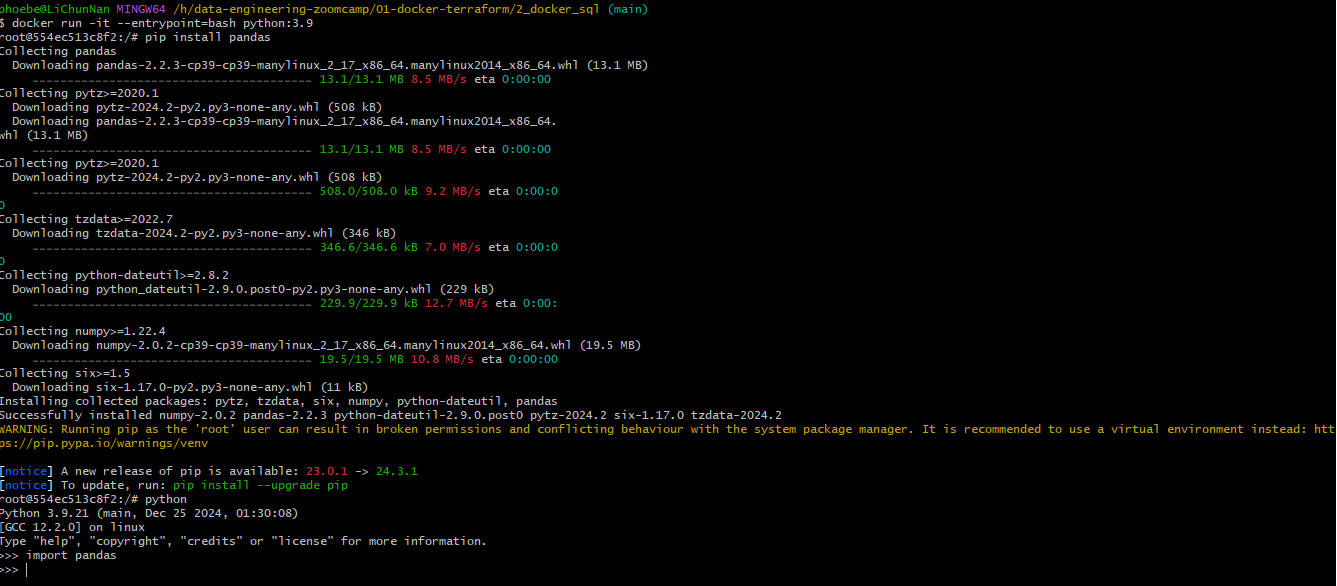 phoebe@LiChunNan MINGW64 /h/data-engineering-zoomcamp/01-docker-terraform/2_docker_sql (main)
$ docker run -it --entrypoint=bash python:3.9
root@554ec513c8f2:/# pip install pandas
Collecting pandas
  Downloading pandas-2.2.3-cp39-cp39-manylinux_2_17_x86_64.manylinux2014_x86_64.whl (13.1 MB)
     ---------------------------------------- 13.1/13.1 MB 8.5 MB/s eta 0:00:00
Collecting pytz>=2020.1
  Downloading pytz-2024.2-py2.py3-none-any.whl (508 kB)
  Downloading pandas-2.2.3-cp39-cp39-manylinux_2_17_x86_64.manylinux2014_x86_64.
whl (13.1 MB)
     ---------------------------------------- 13.1/13.1 MB 8.5 MB/s eta 0:00:00
Collecting pytz>=2020.1
  Downloading pytz-2024.2-py2.py3-none-any.whl (508 kB)
     ---------------------------------------- 508.0/508.0 kB 9.2 MB/s eta 0:00:0
0
Collecting tzdata>=2022.7
  Downloading tzdata-2024.2-py2.py3-none-any.whl (346 kB)
     ---------------------------------------- 346.6/346.6 kB 7.0 MB/s eta 0:00:0
0
Collecting python-dateutil>=2.8.2
  Downloading python_dateutil-2.9.0.post0-py2.py3-none-any.whl (229 kB)
     ---------------------------------------- 229.9/229.9 kB 12.7 MB/s eta 0:00:
00
Collecting numpy>=1.22.4
  Downloading numpy-2.0.2-cp39-cp39-manylinux_2_17_x86_64.manylinux2014_x86_64.whl (19.5 MB)
     ---------------------------------------- 19.5/19.5 MB 10.8 MB/s eta 0:00:00
Collecting six>=1.5
  Downloading six-1.17.0-py2.py3-none-any.whl (11 kB)
Installing collected packages: pytz, tzdata, six, numpy, python-dateutil, pandas
Successfully installed numpy-2.0.2 pandas-2.2.3 python-dateutil-2.9.0.post0 pytz-2024.2 six-1.17.0 tzdata-2024.2
WARNING: Running pip as the 'root' user can result in broken permissions and conflicting behaviour with the system package manager. It is recommended to use a virtual environment instead: htt
ps://pip.pypa.io/warnings/venv
[notice] A new release of pip is available: 23.0.1 -> 24.3.1
[notice] To update, run: pip install --upgrade pip
root@554ec513c8f2:/# python
Python 3.9.21 (main, Dec 25 2024, 01:30:08)
[GCC 12.2.0] on linux
Type "help", "copyright", "credits" or "license" for more information.
>>> import pandas
>>>